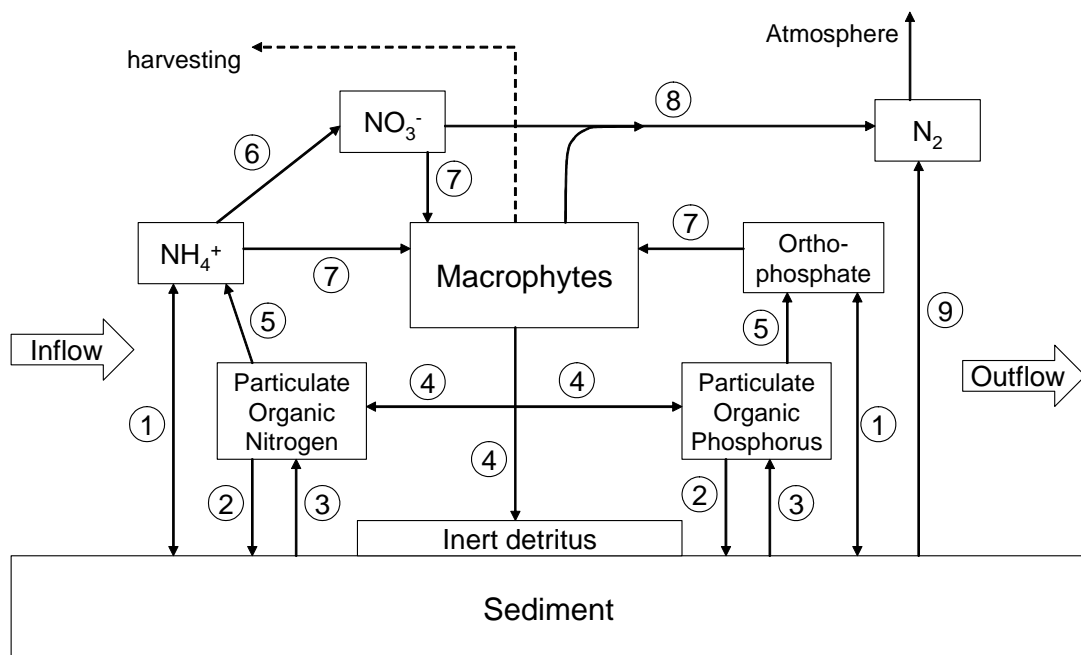 Atmosphere
harvesting
8
NO₃⁻
N₂
6
7
NH₄⁺
7
Macrophytes
7
Ortho-
phosphate
5
5
9
Inflow
Outflow
Particulate
Organic
Nitrogen
4
4
Particulate
Organic
Phosphorus
1
1
4
2
3
2
3
Inert detritus
Sediment